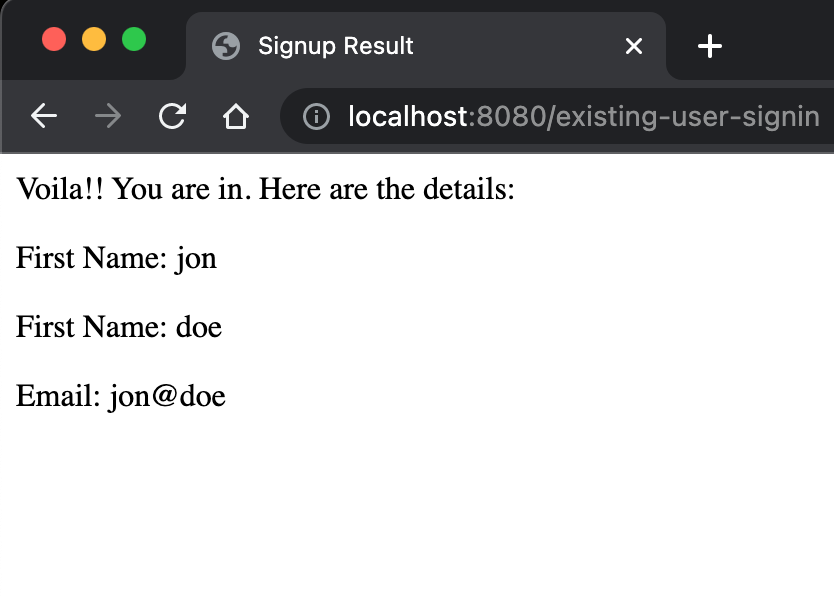 Signup Result
localhost:8080/existing-user-signin
Voila!! You are in. Here are the details:
First Name: jon
First Name: doe
Email: jon@doe